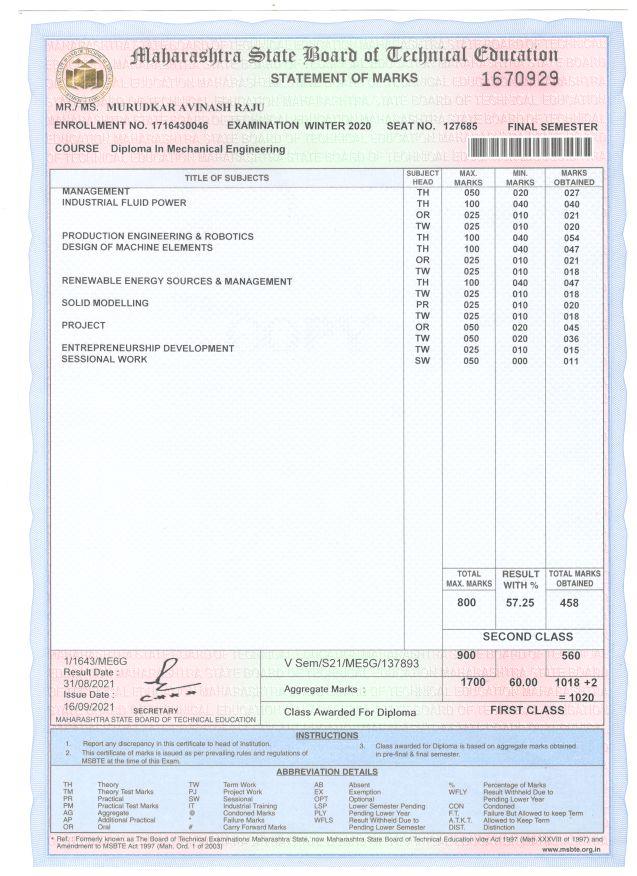 Maharashtra State Board of Technical Education
STATEMENT OF MARKS
1670929
MR./MS. MURUDKAR AVINASH RAJU
ENROLLMENT NO. 1716430046 EXAMINATION WINTER 2020 SEAT NO. 127685 FINAL SEMESTER
COURSE Diploma In Mechanical Engineering
TITLE OF SUBJECTS SUBJECT HEAD MAX. MARKS MIN. MARKS MARKS OBTAINED
MANAGEMENT TH 050 020 027
INDUSTRIAL FLUID POWER TH 100 040 040
OR 025 010 021
TW 025 010 020
PRODUCTION ENGINEERING & ROBOTICS TH 100 040 054
DESIGN OF MACHINE ELEMENTS TH 100 040 047
OR 025 010 021
TW 025 010 018
RENEWABLE ENERGY SOURCES & MANAGEMENT TH 100 040 047
TW 025 010 018
SOLID MODELLING PR 025 010 020
TW 025 010 018
PROJECT OR 050 020 045
TW 050 020 036
ENTREPRENEURSHIP DEVELOPMENT TW 025 010 015
SESSIONAL WORK SW 050 000 011
TOTAL MAX. MARKS RESULT WITH % TOTAL MARKS OBTAINED
800 57.25 458
SECOND CLASS
1/1643/ME6G
Result Date :
31/08/2021
Issue Date :
16/09/2021
SECRETARY
MAHARASHTRA STATE BOARD OF TECHNICAL EDUCATION
V Sem/S21/ME5G/137893 900 560
Aggregate Marks : 1700 60.00 1018 +2
= 1020
Class Awarded For Diploma FIRST CLASS
INSTRUCTIONS
1. Report any discrepancy in this certificate to head of Institution.
2. This certificate of marks is issued as per prevailing rules and regulations of
MSBTE at the time of this Exam.
3. Class awarded for Diploma is based on aggregate marks obtained
in pre-final & final semester.
ABBREVIATION DETAILS
TH Theory TW Term Work AB Absent % Percentage of Marks
TM Theory Test Marks PJ Project Work EX Exemption WFLY Result Withheld Due to
PR Practical SW Sessional OPT Optional Pending Lower Year
PM Practical Test Marks IT Industrial Training LSP Lower Semester Pending CON Condoned
AG Aggregate @ Condoned Marks PLY Pending Lower Year F.T. Failure But Allowed to keep Term
AP Additional Practical * Failure Marks WFLS Result Withheld Due to A.T.K.T. Allowed to Keep Term
OR Oral # Carry Forward Marks Pending Lower Semester DIST. Distinction
* Ref. : Formerly known as The Board of Technical Examinations Maharashtra State, now Maharashtra State Board of Technical Education vide Act 1997 (Mah XXXVIII of 1997) and
Amendment to MSBTE Act 1997 (Mah. Ord. 1 of 2003)
www.msbte.org.in